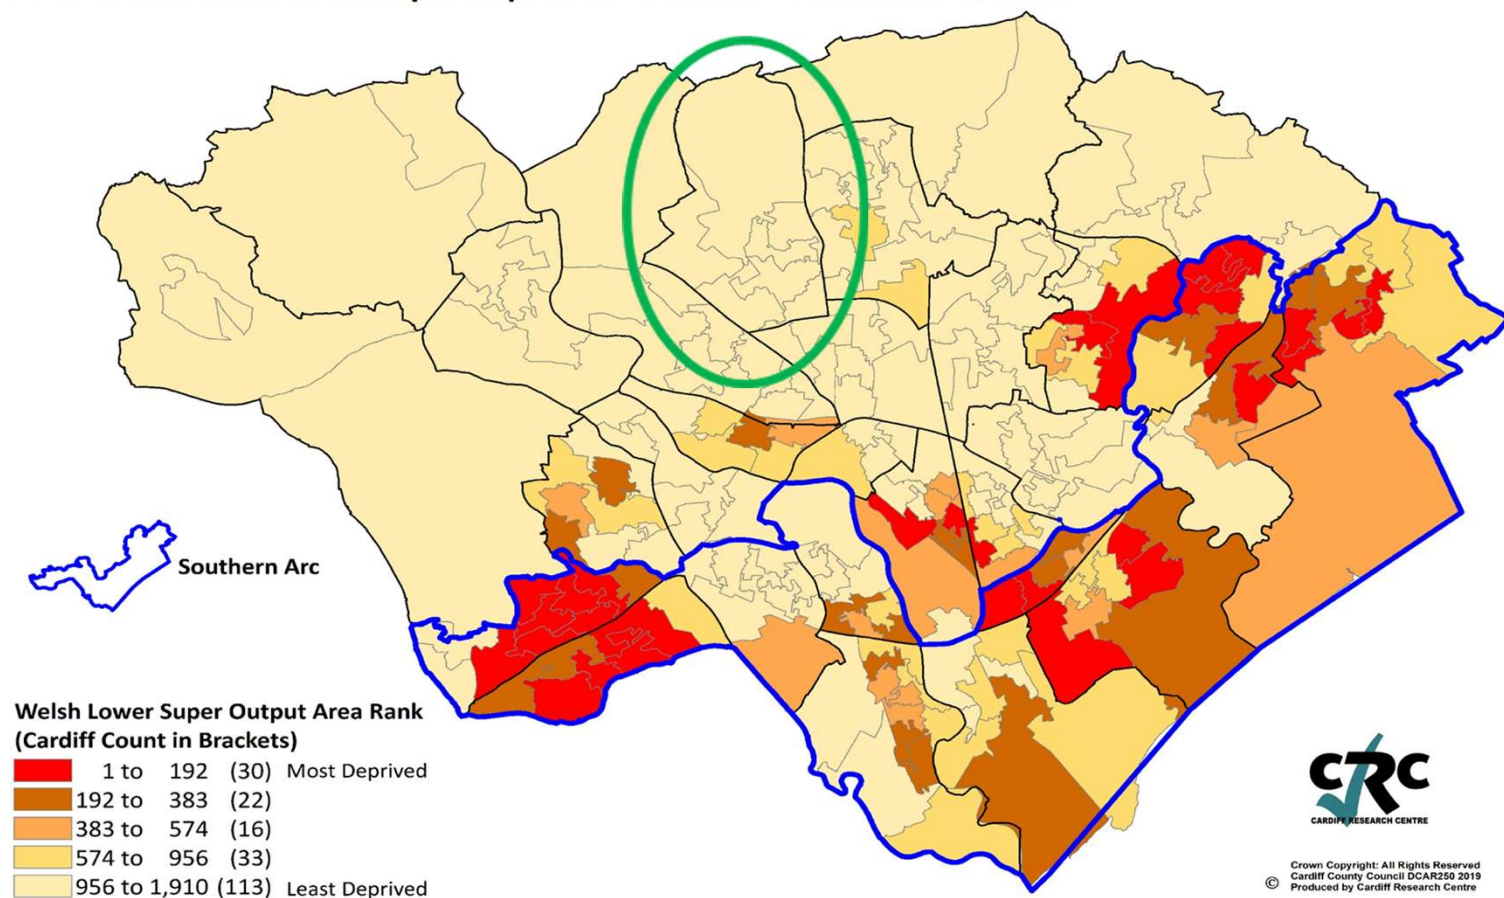 Southern Arc
Welsh Lower Super Output Area Rank
(Cardiff Count in Brackets)
1 to 192 (30) Most Deprived
192 to 383 (22)
383 to 574 (16)
574 to 956 (33)
956 to 1,910 (113) Least Deprived
CRC
CARDIFF RESEARCH CENTRE
Crown Copyright: All Rights Reserved
Cardiff County Council DCAR250 2019
© Produced by Cardiff Research Centre